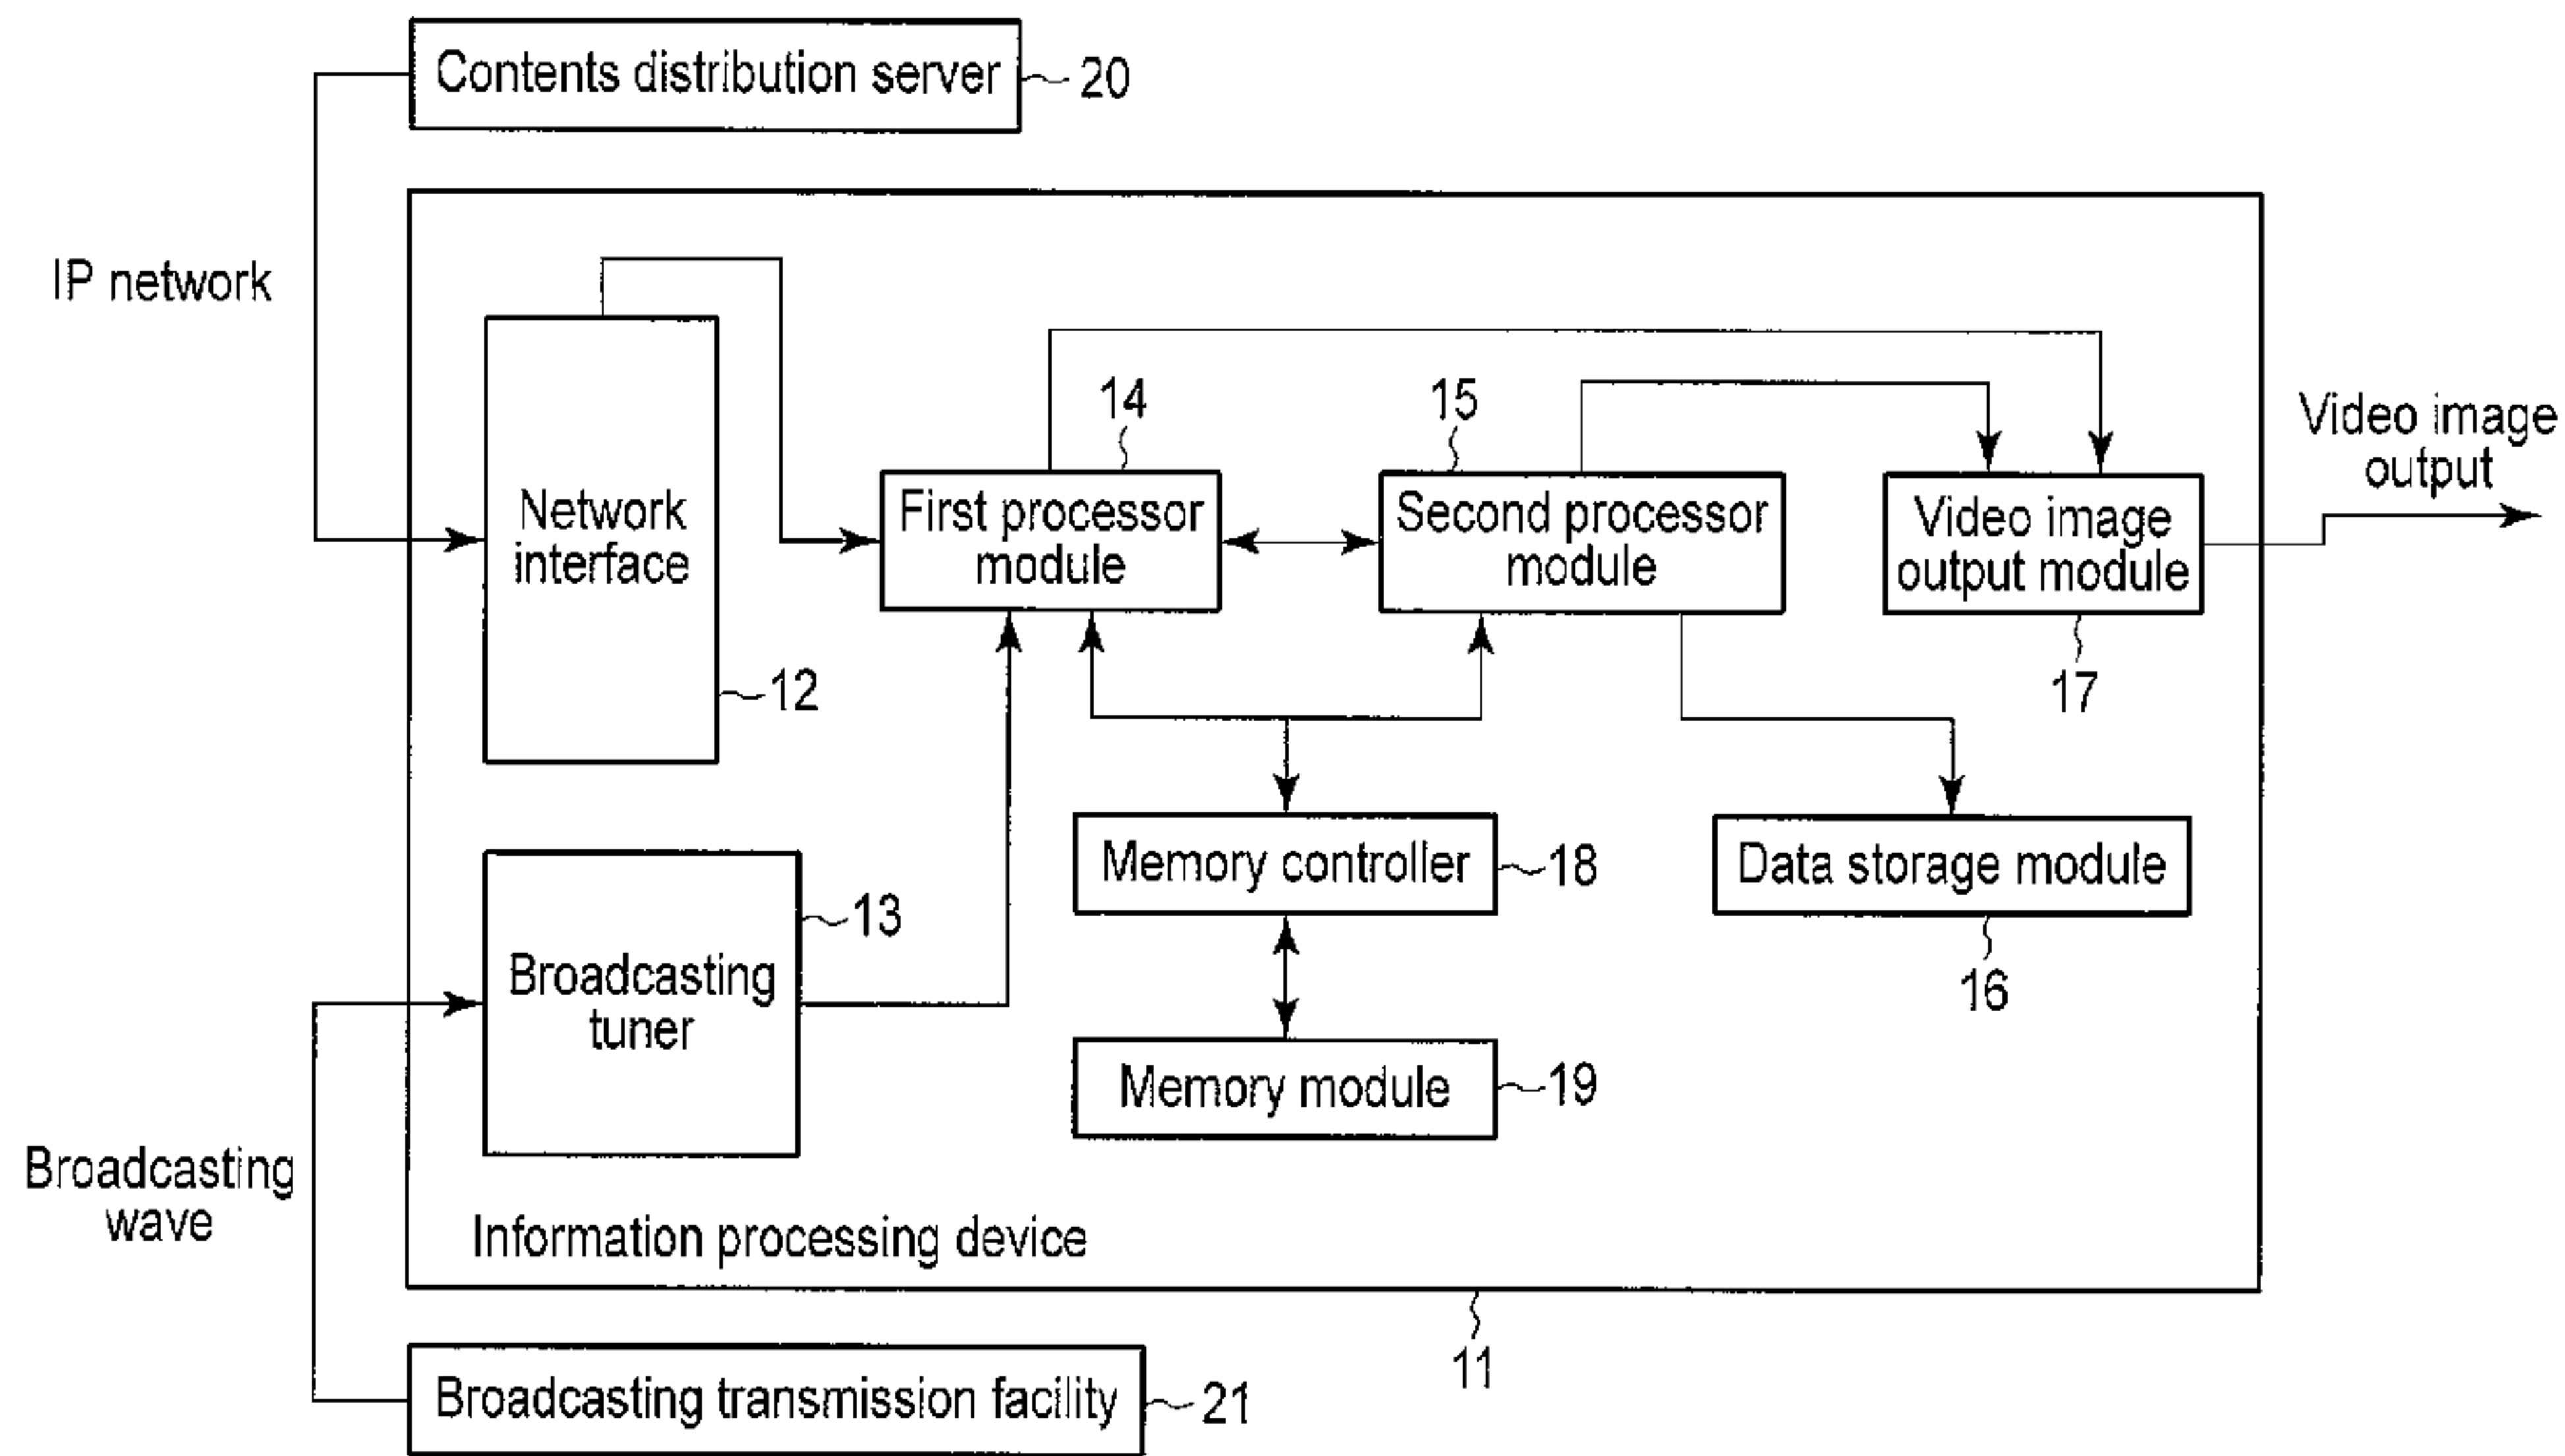 Contents distribution server
20
IP network
Network
interface
12
14
First processor
module
15
Second processor
module
Video image
output module
17
Video image
output
Memory controller
18
Data storage module
16
Broadcasting
tuner
13
Memory module
19
Broadcasting
wave
Information processing device
11
Broadcasting transmission facility
21